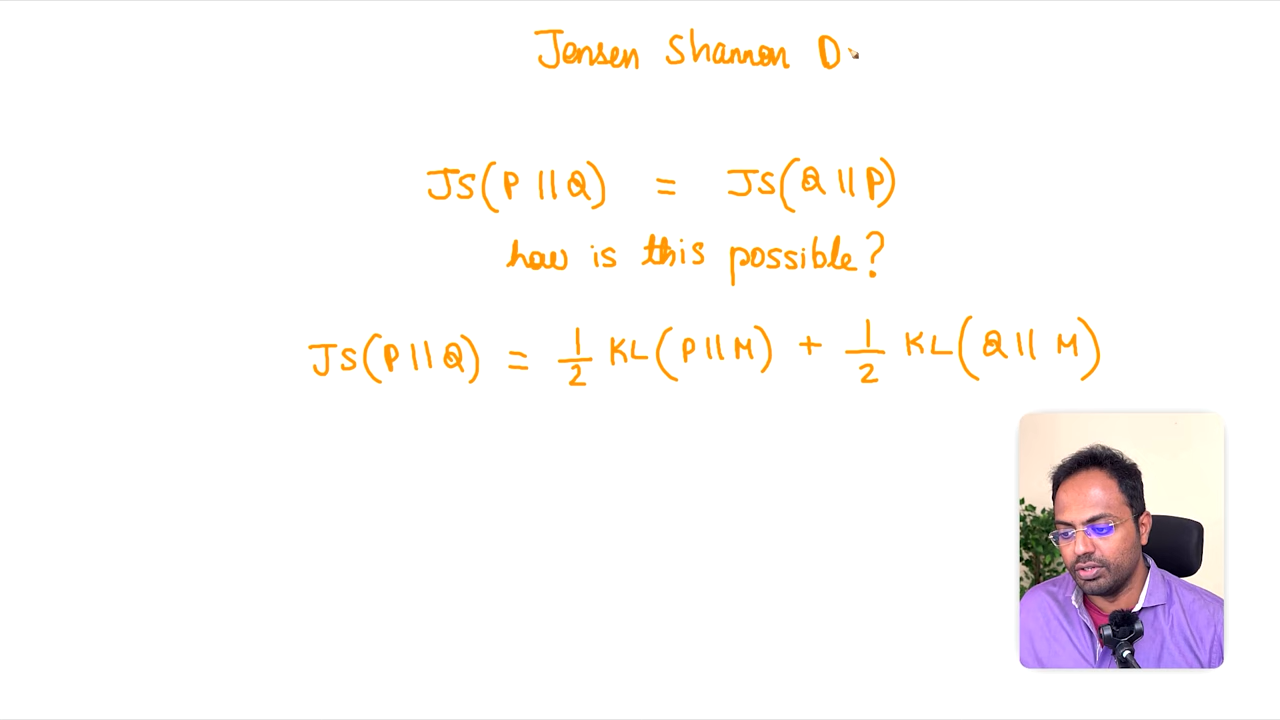 Jensen Shannon D
JS(P || Q) = JS(Q || P)
how is this possible?
JS(P || Q) = 1/2 KL(P || M) + 1/2 KL(Q || M)